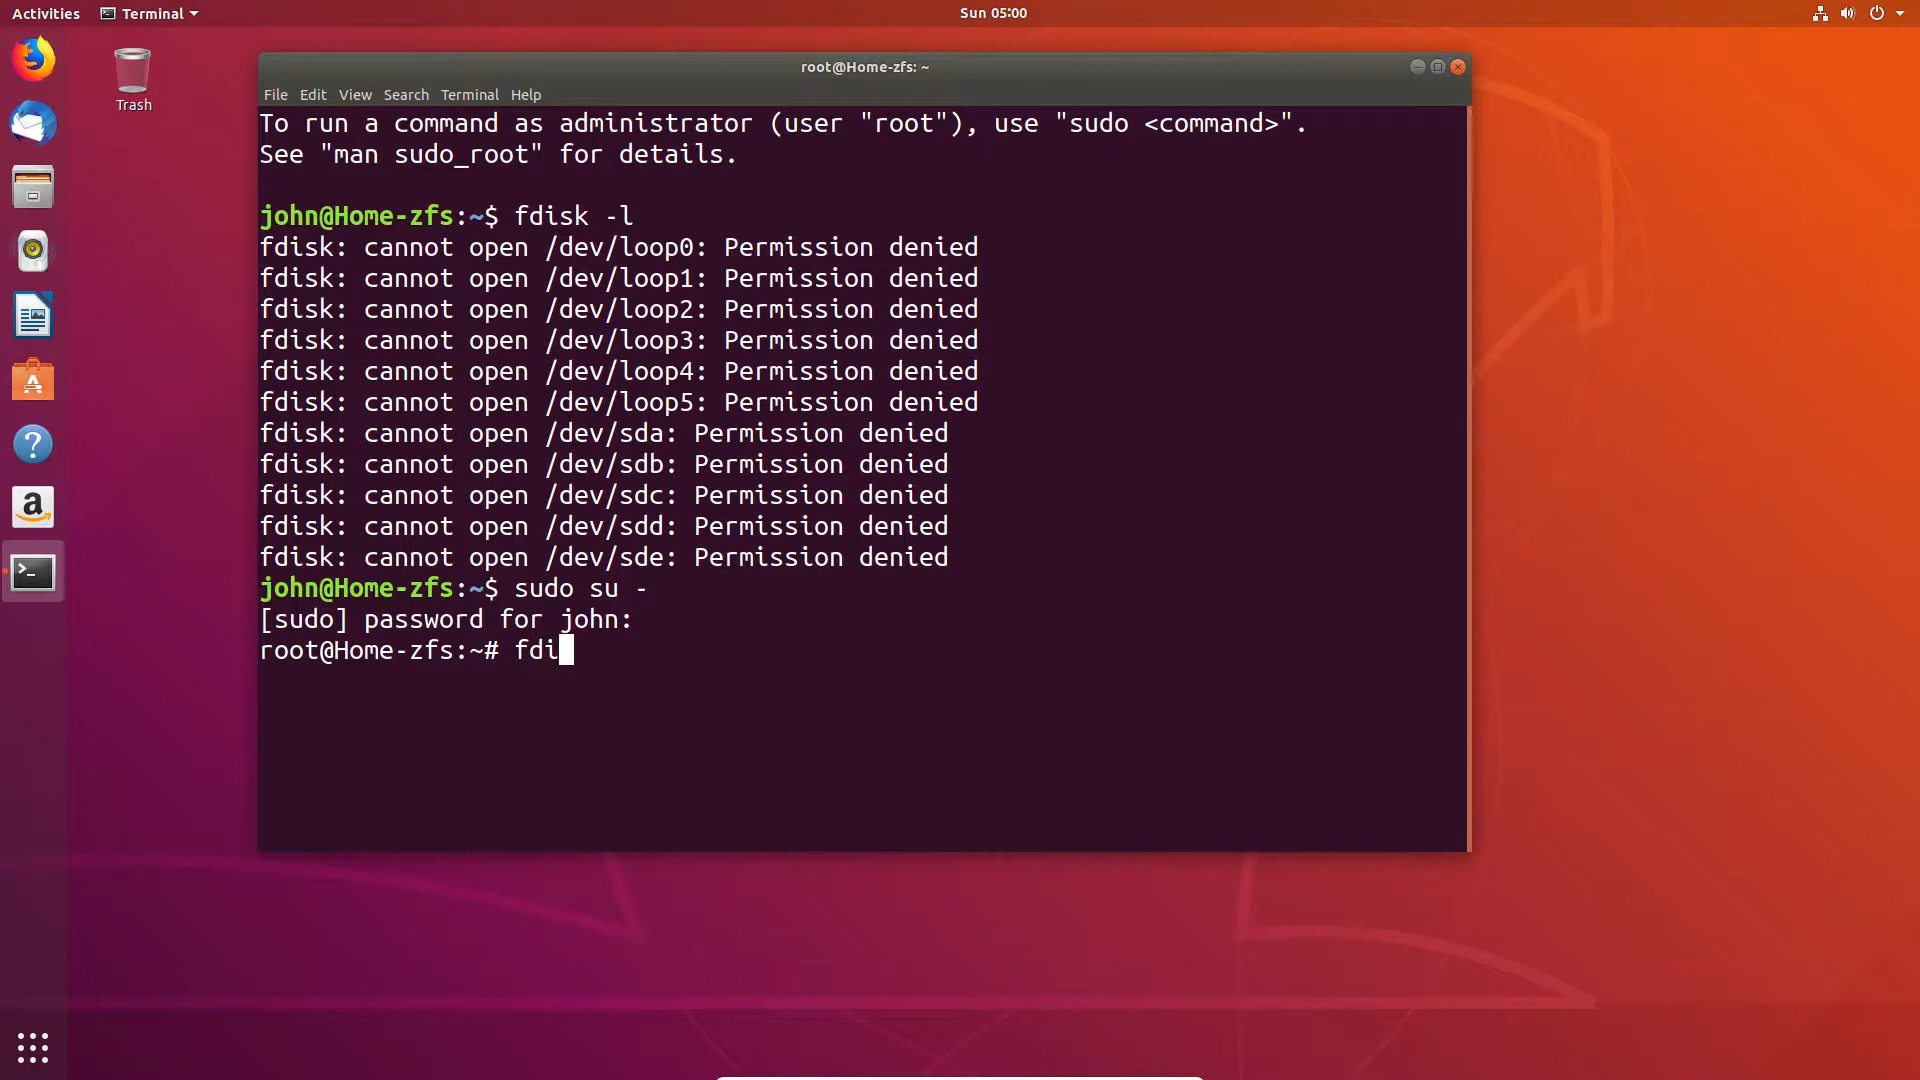 Activities Terminal Sun 05:00
Trash
root@Home-zfs: ~
File Edit View Search Terminal Help
To run a command as administrator (user "root"), use "sudo <command>".
See "man sudo_root" for details.
john@Home-zfs:~$ fdisk -l
fdisk: cannot open /dev/loop0: Permission denied
fdisk: cannot open /dev/loop1: Permission denied
fdisk: cannot open /dev/loop2: Permission denied
fdisk: cannot open /dev/loop3: Permission denied
fdisk: cannot open /dev/loop4: Permission denied
fdisk: cannot open /dev/loop5: Permission denied
fdisk: cannot open /dev/sda: Permission denied
fdisk: cannot open /dev/sdb: Permission denied
fdisk: cannot open /dev/sdc: Permission denied
fdisk: cannot open /dev/sdd: Permission denied
fdisk: cannot open /dev/sde: Permission denied
john@Home-zfs:~$ sudo su -
[sudo] password for john:
root@Home-zfs:~# fdi